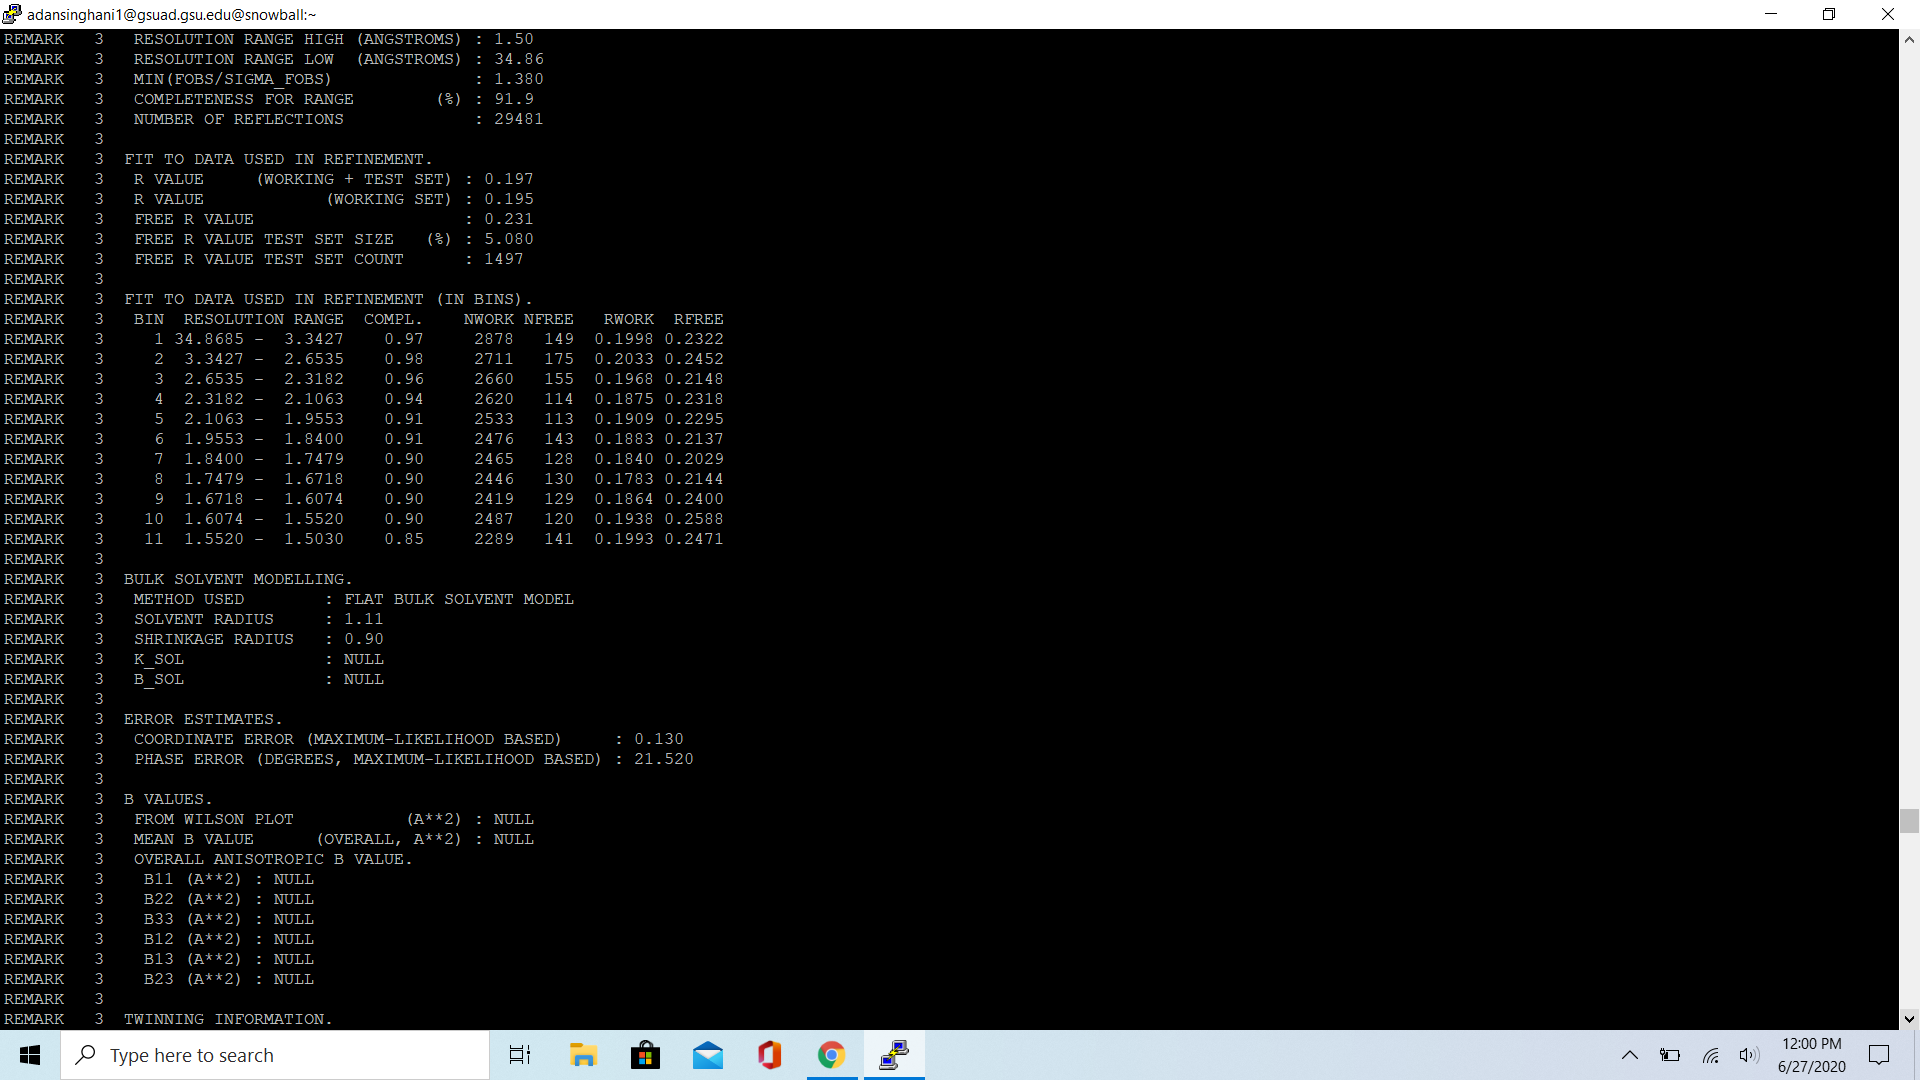 adansinghani1@gsuad.gsu.edu@snowball:~
REMARK   3   RESOLUTION RANGE HIGH (ANGSTROMS) : 1.50
REMARK   3   RESOLUTION RANGE LOW  (ANGSTROMS) : 34.86
REMARK   3   MIN(FOBS/SIGMA_FOBS)              : 1.380
REMARK   3   COMPLETENESS FOR RANGE        (%) : 91.9
REMARK   3   NUMBER OF REFLECTIONS             : 29481
REMARK   3
REMARK   3  FIT TO DATA USED IN REFINEMENT.
REMARK   3   R VALUE     (WORKING + TEST SET) : 0.197
REMARK   3   R VALUE            (WORKING SET) : 0.195
REMARK   3   FREE R VALUE                     : 0.231
REMARK   3   FREE R VALUE TEST SET SIZE   (%) : 5.080
REMARK   3   FREE R VALUE TEST SET COUNT      : 1497
REMARK   3
REMARK   3  FIT TO DATA USED IN REFINEMENT (IN BINS).
REMARK   3   BIN  RESOLUTION RANGE  COMPL.    NWORK NFREE   RWORK  RFREE
REMARK   3     1 34.8685 -  3.3427    0.97     2878   149  0.1998 0.2322
REMARK   3     2  3.3427 -  2.6535    0.98     2711   175  0.2033 0.2452
REMARK   3     3  2.6535 -  2.3182    0.96     2660   155  0.1968 0.2148
REMARK   3     4  2.3182 -  2.1063    0.94     2620   114  0.1875 0.2318
REMARK   3     5  2.1063 -  1.9553    0.91     2533   113  0.1909 0.2295
REMARK   3     6  1.9553 -  1.8400    0.91     2476   143  0.1883 0.2137
REMARK   3     7  1.8400 -  1.7479    0.90     2465   128  0.1840 0.2029
REMARK   3     8  1.7479 -  1.6718    0.90     2446   130  0.1783 0.2144
REMARK   3     9  1.6718 -  1.6074    0.90     2419   129  0.1864 0.2400
REMARK   3    10  1.6074 -  1.5520    0.90     2487   120  0.1938 0.2588
REMARK   3    11  1.5520 -  1.5030    0.85     2289   141  0.1993 0.2471
REMARK   3
REMARK   3  BULK SOLVENT MODELLING.
REMARK   3   METHOD USED        : FLAT BULK SOLVENT MODEL
REMARK   3   SOLVENT RADIUS     : 1.11
REMARK   3   SHRINKAGE RADIUS   : 0.90
REMARK   3   K_SOL              : NULL
REMARK   3   B_SOL              : NULL
REMARK   3
REMARK   3  ERROR ESTIMATES.
REMARK   3   COORDINATE ERROR (MAXIMUM-LIKELIHOOD BASED)     : 0.130
REMARK   3   PHASE ERROR (DEGREES, MAXIMUM-LIKELIHOOD BASED) : 21.520
REMARK   3
REMARK   3  B VALUES.
REMARK   3   FROM WILSON PLOT           (A**2) : NULL
REMARK   3   MEAN B VALUE      (OVERALL, A**2) : NULL
REMARK   3   OVERALL ANISOTROPIC B VALUE.
REMARK   3    B11 (A**2) : NULL
REMARK   3    B22 (A**2) : NULL
REMARK   3    B33 (A**2) : NULL
REMARK   3    B12 (A**2) : NULL
REMARK   3    B13 (A**2) : NULL
REMARK   3    B23 (A**2) : NULL
REMARK   3
REMARK   3  TWINNING INFORMATION.
Type here to search
12:00 PM
6/27/2020